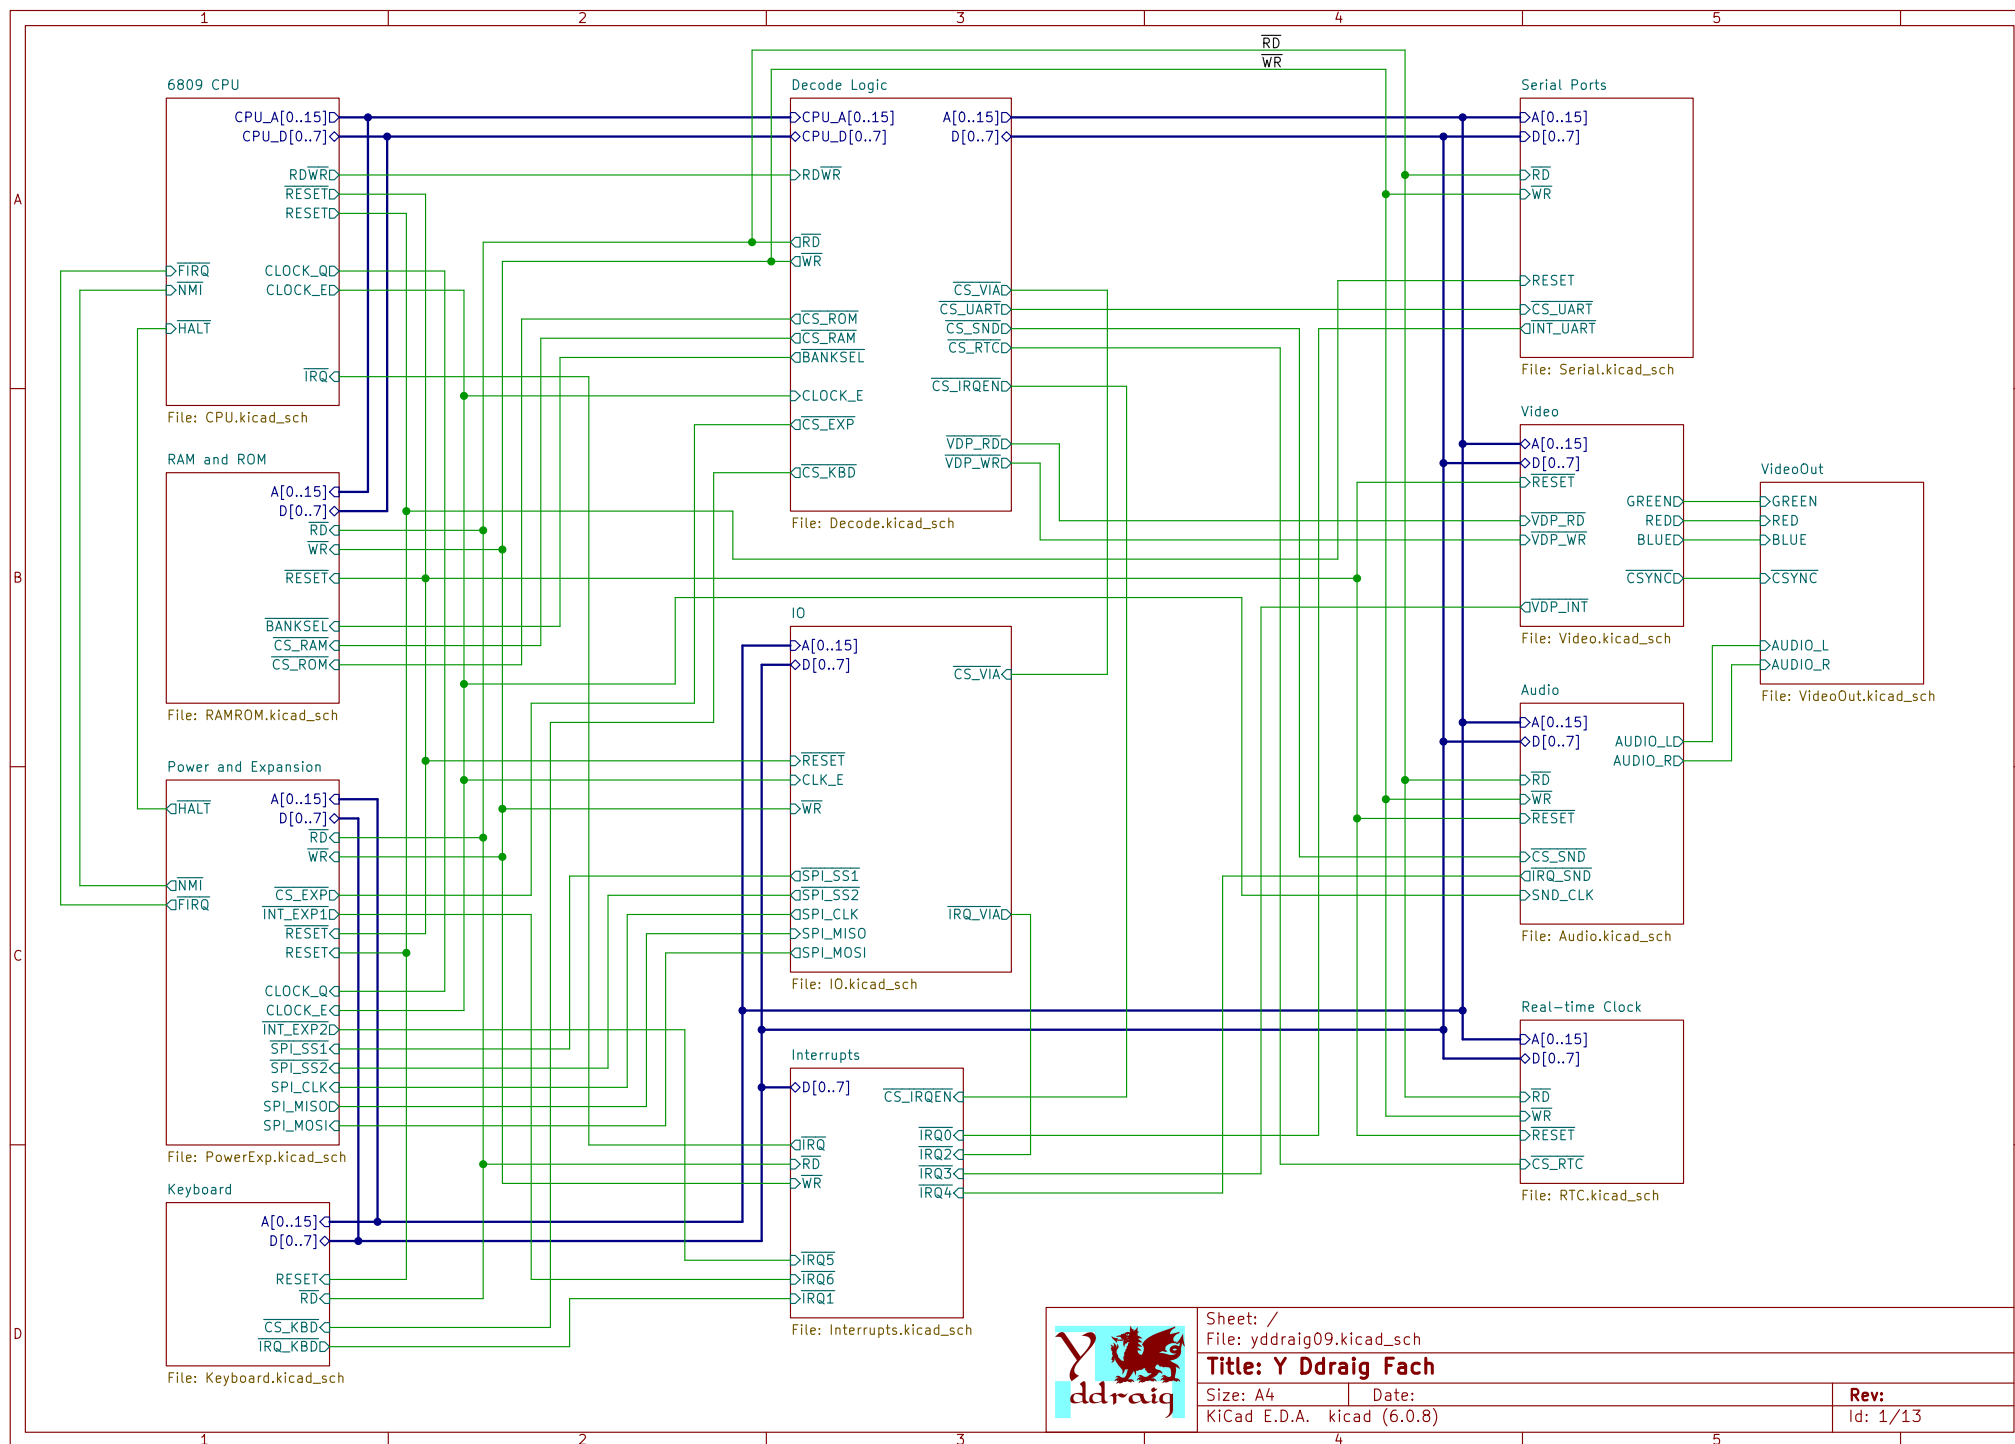 1 2 3 4 5
A
B
C
D
RD
WR
6809 CPU
CPU_A[0..15]
CPU_D[0..7]
RDWR
RESET
RESET
FIRQ
CLOCK_Q
NMI
CLOCK_E
HALT
IRQ
File: CPU.kicad_sch
RAM and ROM
A[0..15]
D[0..7]
RD
WR
RESET
BANKSEL
CS_RAM
CS_ROM
File: RAMROM.kicad_sch
Power and Expansion
A[0..15]
HALT
D[0..7]
RD
WR
NMI
CS_EXP
FIRQ
INT_EXP1
RESET
RESET
CLOCK_Q
CLOCK_E
INT_EXP2
SPI_SS1
SPI_SS2
SPI_CLK
SPI_MISO
SPI_MOSI
File: PowerExp.kicad_sch
Keyboard
A[0..15]
D[0..7]
RESET
RD
CS_KBD
IRQ_KBD
File: Keyboard.kicad_sch
Decode Logic
CPU_A[0..15] A[0..15]
CPU_D[0..7] D[0..7]
RDWR
RD
WR
CS_VIA
CS_UART
CS_ROM
CS_SND
CS_RAM
CS_RTC
BANKSEL
CS_IRQEN
CLOCK_E
CS_EXP
VDP_RD
VDP_WR
CS_KBD
File: Decode.kicad_sch
IO
A[0..15]
D[0..7]
CS_VIA
RESET
CLK_E
WR
SPI_SS1
SPI_SS2
SPI_CLK IRQ_VIA
SPI_MISO
SPI_MOSI
File: IO.kicad_sch
Interrupts
D[0..7]
CS_IRQEN
IRQ0
IRQ
IRQ2
RD
IRQ3
WR
IRQ4
IRQ5
IRQ6
IRQ1
File: Interrupts.kicad_sch
Serial Ports
A[0..15]
D[0..7]
RD
WR
RESET
CS_UART
INT_UART
File: Serial.kicad_sch
Video
A[0..15]
D[0..7]
RESET
GREEN
VDP_RD RED
VDP_WR BLUE
CSYNC
VDP_INT
File: Video.kicad_sch
VideoOut
GREEN
RED
BLUE
CSYNC
AUDIO_L
AUDIO_R
File: VideoOut.kicad_sch
Audio
A[0..15]
D[0..7] AUDIO_L
AUDIO_R
RD
WR
RESET
CS_SND
IRQ_SND
SND_CLK
File: Audio.kicad_sch
Real-time Clock
A[0..15]
D[0..7]
RD
WR
RESET
CS_RTC
File: RTC.kicad_sch
Y
ddraig
Sheet: /
File: yddraig09.kicad_sch
Title: Y Ddraig Fach
Size: A4 Date: Rev:
KiCad E.D.A. kicad (6.0.8) Id: 1/13
1 2 3 4 5